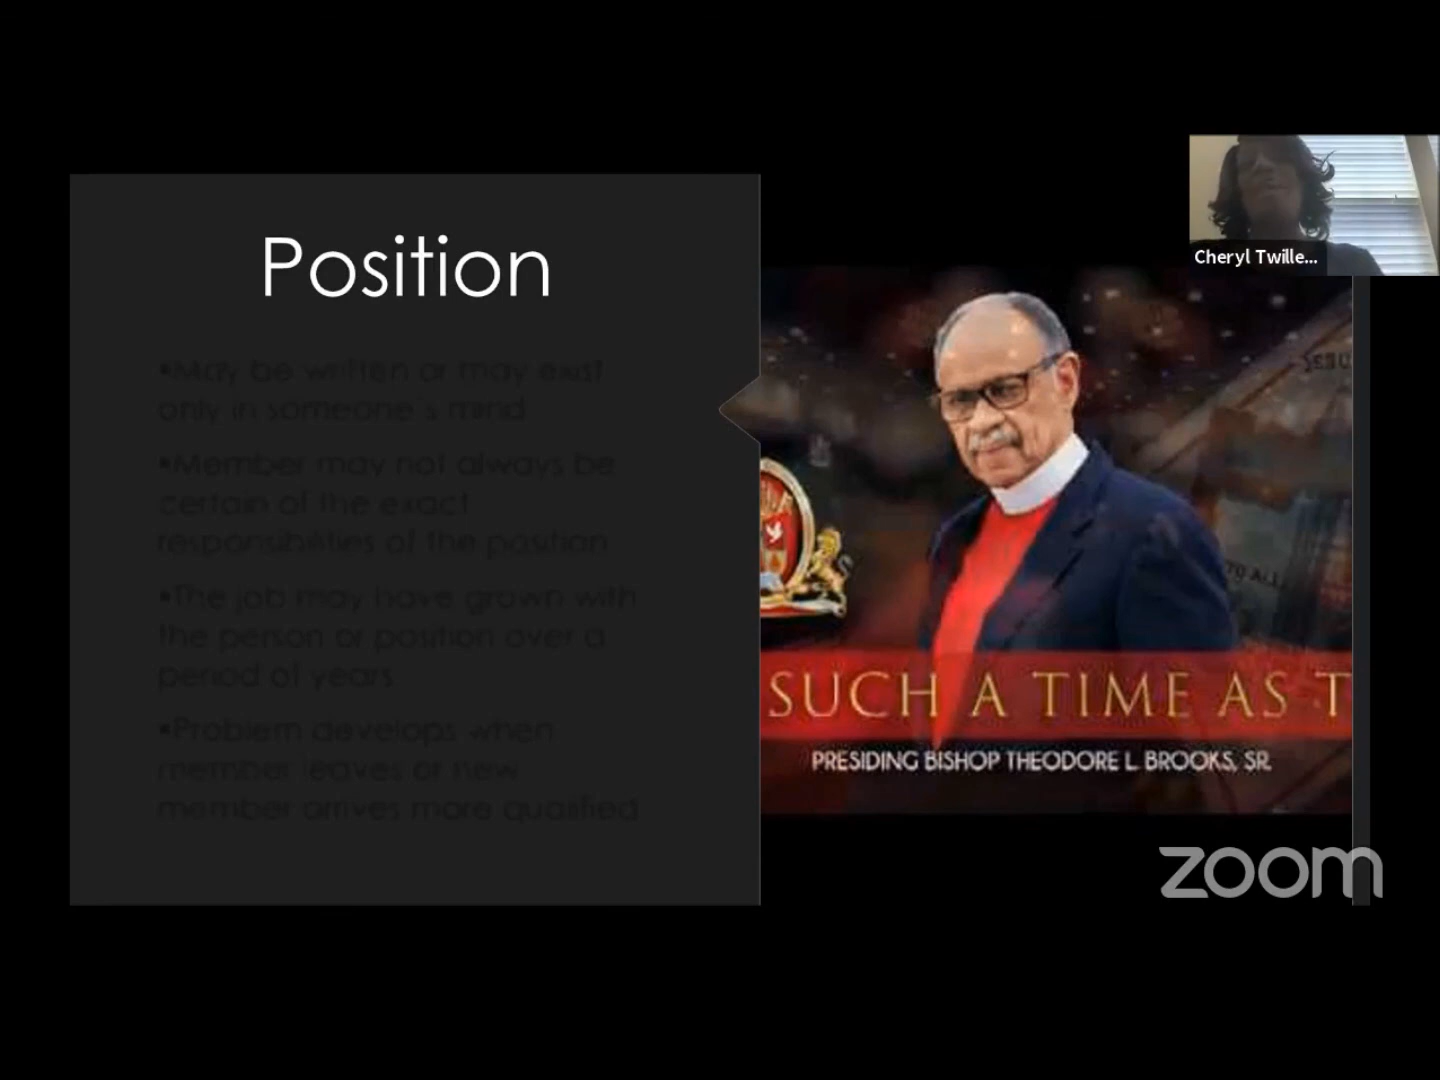 Position
•May be written or may exist
only in someone's mind
•Member may not always be
certain of the exact
responsibilities of the position
•The job may have grown with
the person or position over a
period of years
•Problem develops when
member leaves or new
member arrives more qualified
Cheryl Twille...
JESU
TO ALL
SUCH A TIME AS T
PRESIDING BISHOP THEODORE L. BROOKS, SR.
zoom